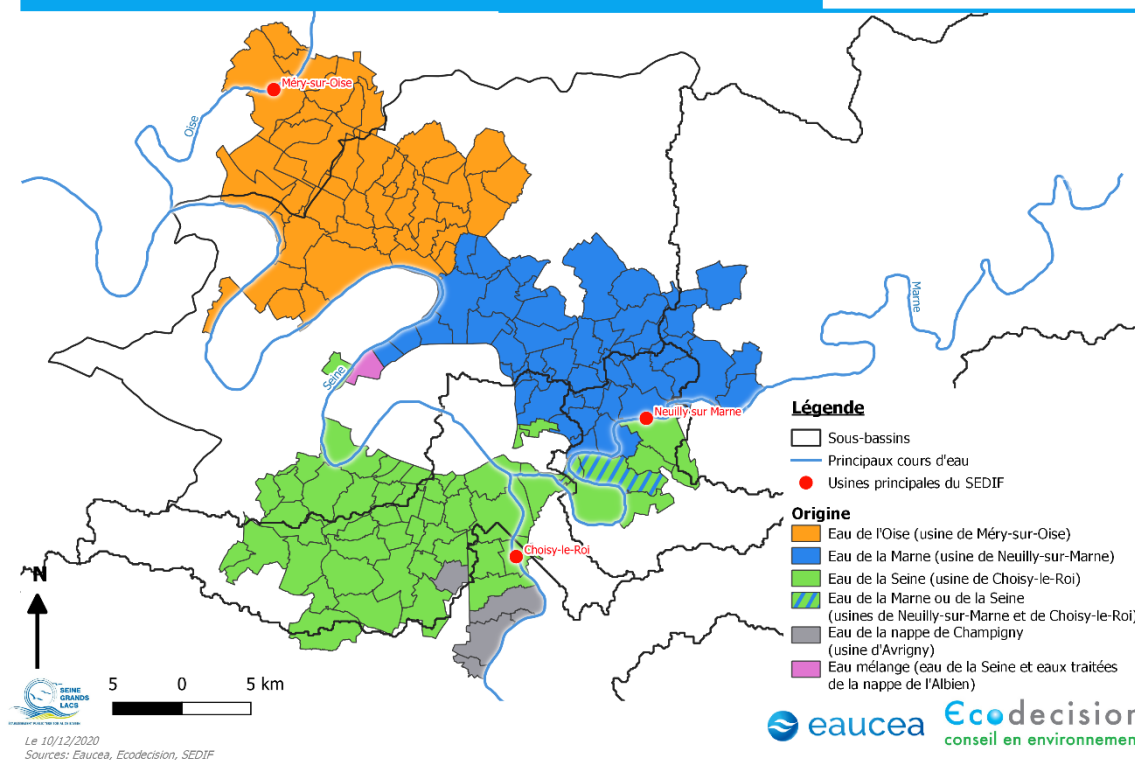 Méry-sur-Oise
Oise
Marne
Seine
Neuilly sur Marne
Choisy-le-Roi
Légende
Sous-bassins
Principaux cours d'eau
Usines principales du SEDIF
Origine
Eau de l'Oise (usine de Méry-sur-Oise)
Eau de la Marne (usine de Neuilly-sur-Marne)
Eau de la Seine (usine de Choisy-le-Roi)
Eau de la Marne ou de la Seine
(usines de Neuilly-sur-Marne et de Choisy-le-Roi)
Eau de la nappe de Champigny
(usine d'Avrigny)
Eau mélange (eau de la Seine et eaux traitées
de la nappe de l'Albien)
N
SEINE
GRANDS
LACS
5 0 5 km
eaucea
Ecodecision
conseil en environnemen
Le 10/12/2020
Sources: Eaucea, Ecodecision, SEDIF